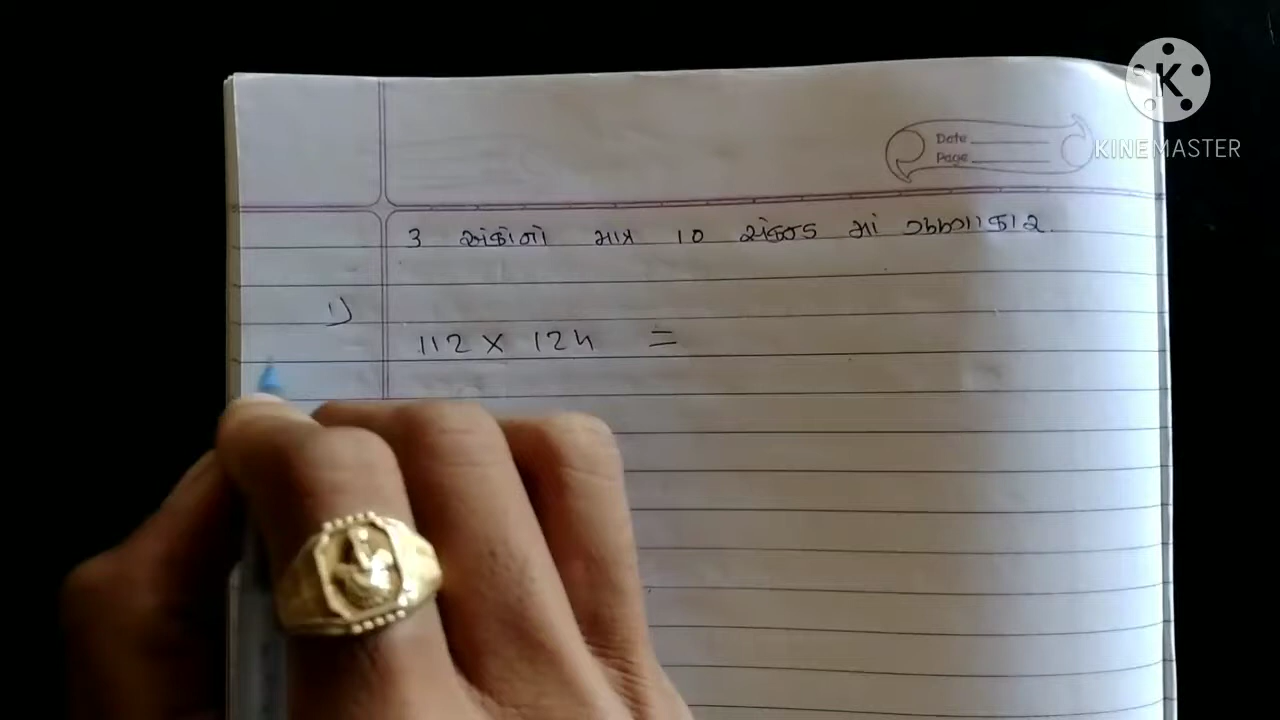 KINEMASTER
Date
Page
3 અંકોનો માત્ર 10 સેકન્ડ માં ગુણાકાર.
1)
112 × 124 =